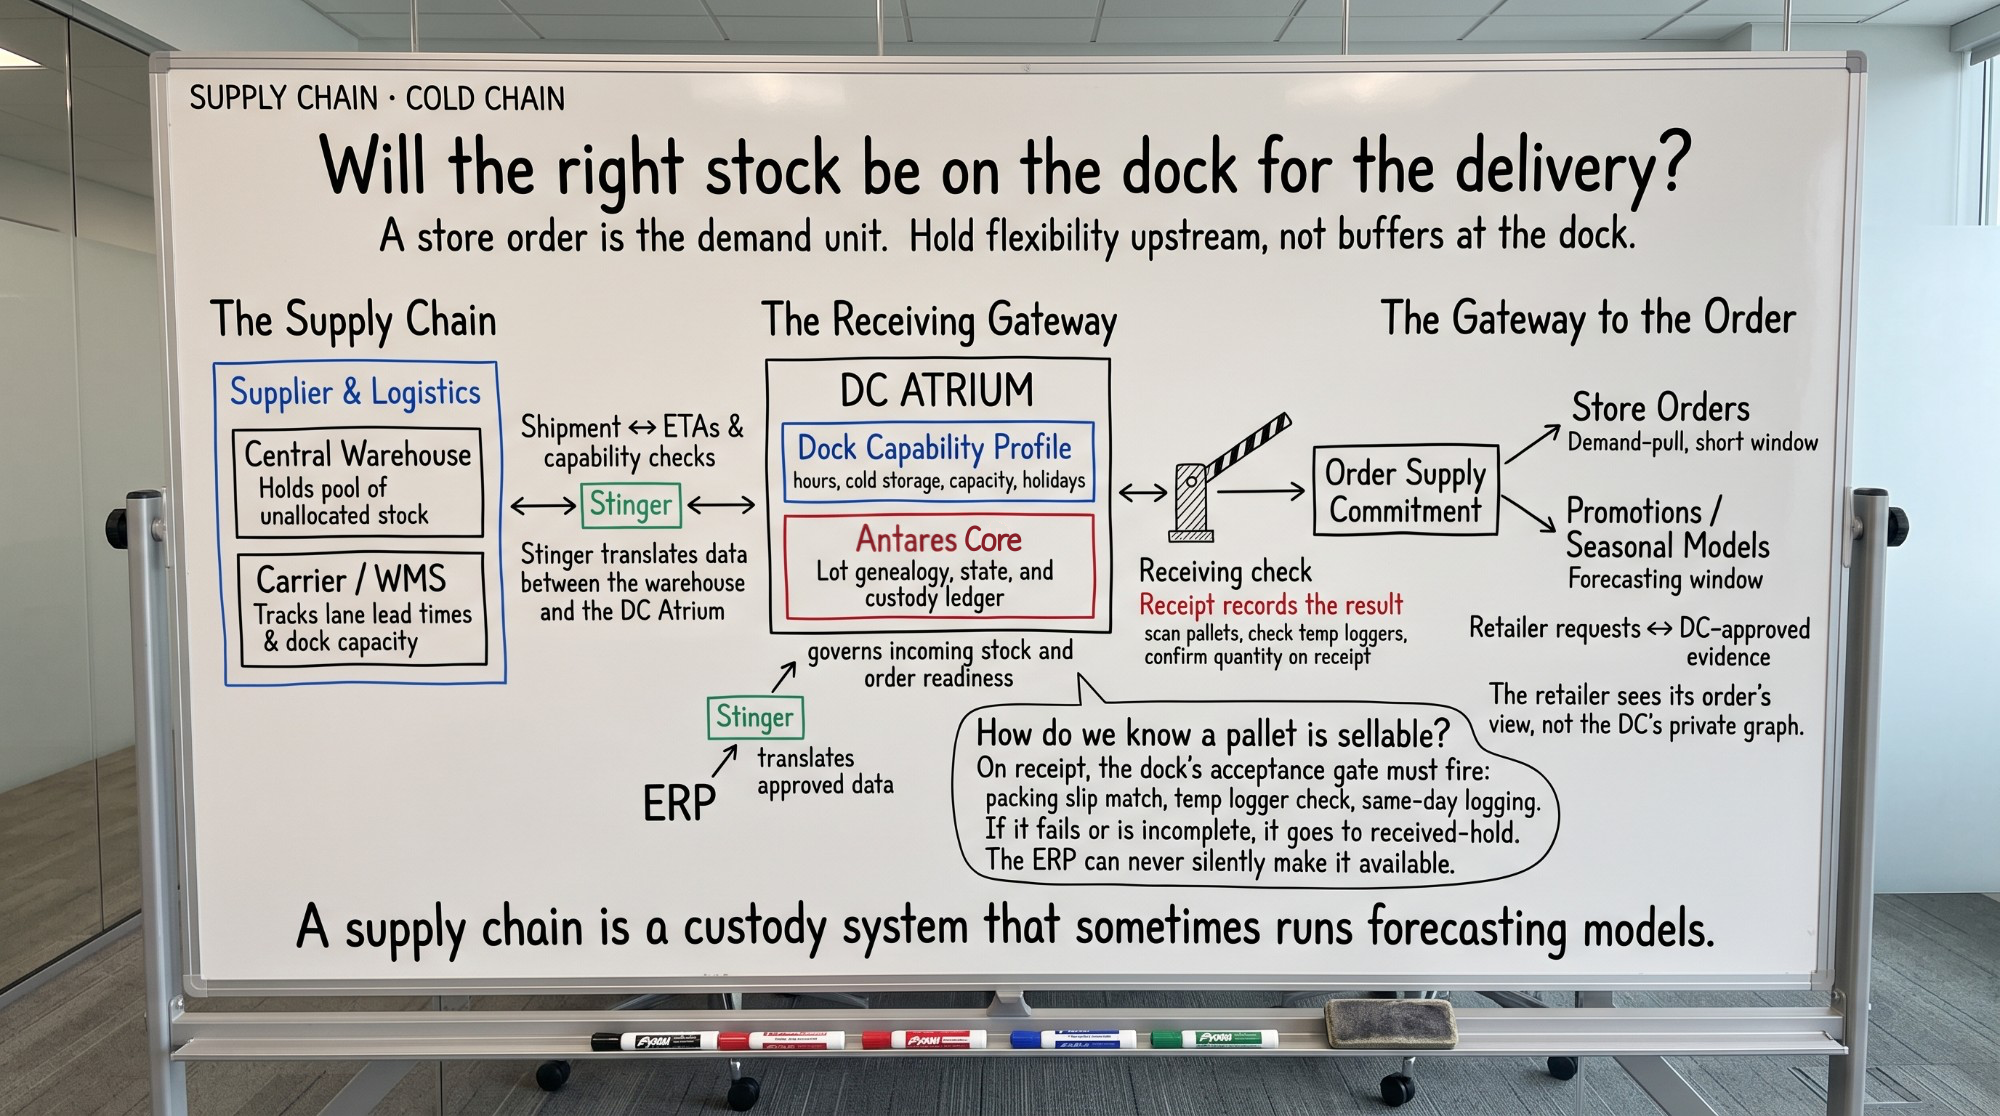 SUPPLY CHAIN · COLD CHAIN
Will the right stock be on the dock for the delivery?
A store order is the demand unit. Hold flexibility upstream, not buffers at the dock.
The Supply Chain
Supplier & Logistics
Central Warehouse
Holds pool of
unallocated stock
Carrier / WMS
Tracks lane lead times
& dock capacity
Shipment ↔ ETAs &
capability checks
Stinger
Stinger translates data
between the warehouse
and the DC Atrium
The Receiving Gateway
DC ATRIUM
Dock Capability Profile
hours, cold storage, capacity, holidays
Antares Core
Lot genealogy, state, and
custody ledger
governs incoming stock and
order readiness
Stinger
translates
approved data
ERP
Receiving check
Receipt records the result
scan pallets, check temp loggers,
confirm quantity on receipt
How do we know a pallet is sellable?
On receipt, the dock's acceptance gate must fire:
packing slip match, temp logger check, same-day logging.
If it fails or is incomplete, it goes to received-hold.
The ERP can never silently make it available.
The Gateway to the Order
Order Supply
Commitment
Store Orders
Demand-pull, short window
Promotions /
Seasonal Models
Forecasting window
Retailer requests ↔ DC-approved
evidence
The retailer sees its order's
view, not the DC's private graph.
A supply chain is a custody system that sometimes runs forecasting models.